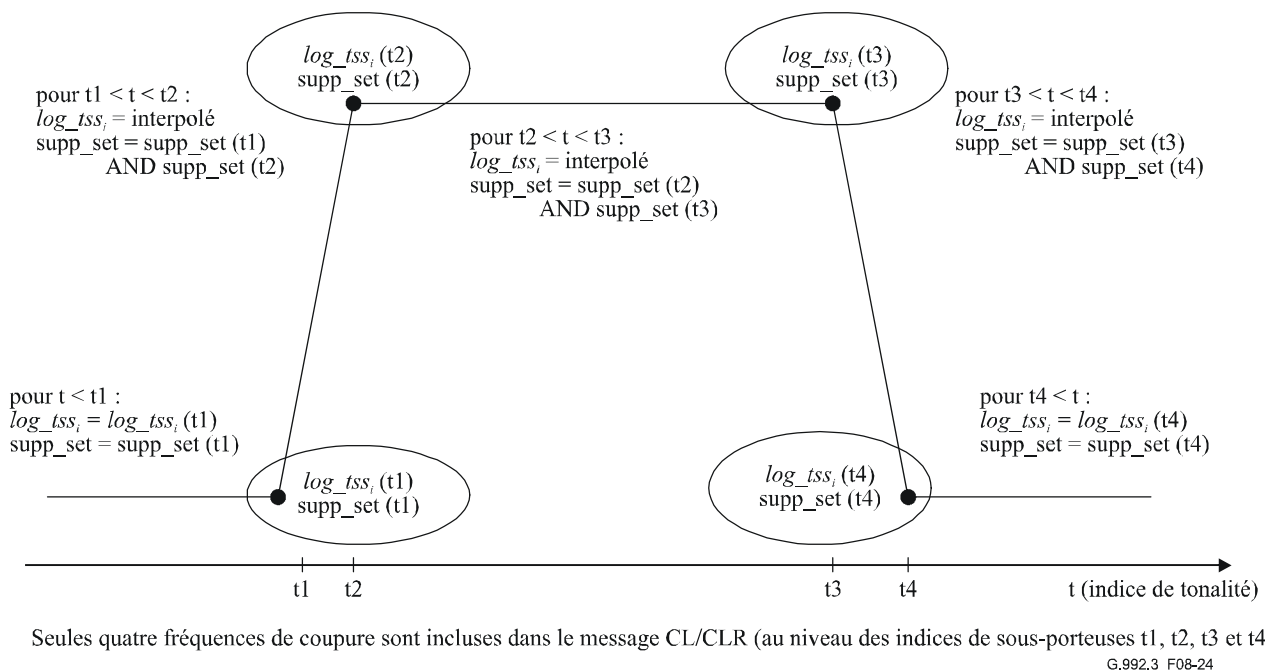 log_tssᵢ (t2)
supp_set (t2)
log_tssᵢ (t3)
supp_set (t3)
pour t1 < t < t2 :
log_tssᵢ = interpolé
supp_set = supp_set (t1)
AND supp_set (t2)
pour t2 < t < t3 :
log_tssᵢ = interpolé
supp_set = supp_set (t2)
AND supp_set (t3)
pour t3 < t < t4 :
log_tssᵢ = interpolé
supp_set = supp_set (t3)
AND supp_set (t4)
pour t < t1 :
log_tssᵢ = log_tssᵢ (t1)
supp_set = supp_set (t1)
log_tssᵢ (t1)
supp_set (t1)
log_tssᵢ (t4)
supp_set (t4)
pour t4 < t :
log_tssᵢ = log_tssᵢ (t4)
supp_set = supp_set (t4)
t1 t2 t3 t4 t (indice de tonalité)
Seules quatre fréquences de coupure sont incluses dans le message CL/CLR (au niveau des indices de sous-porteuses t1, t2, t3 et t4
G.992.3_F08-24